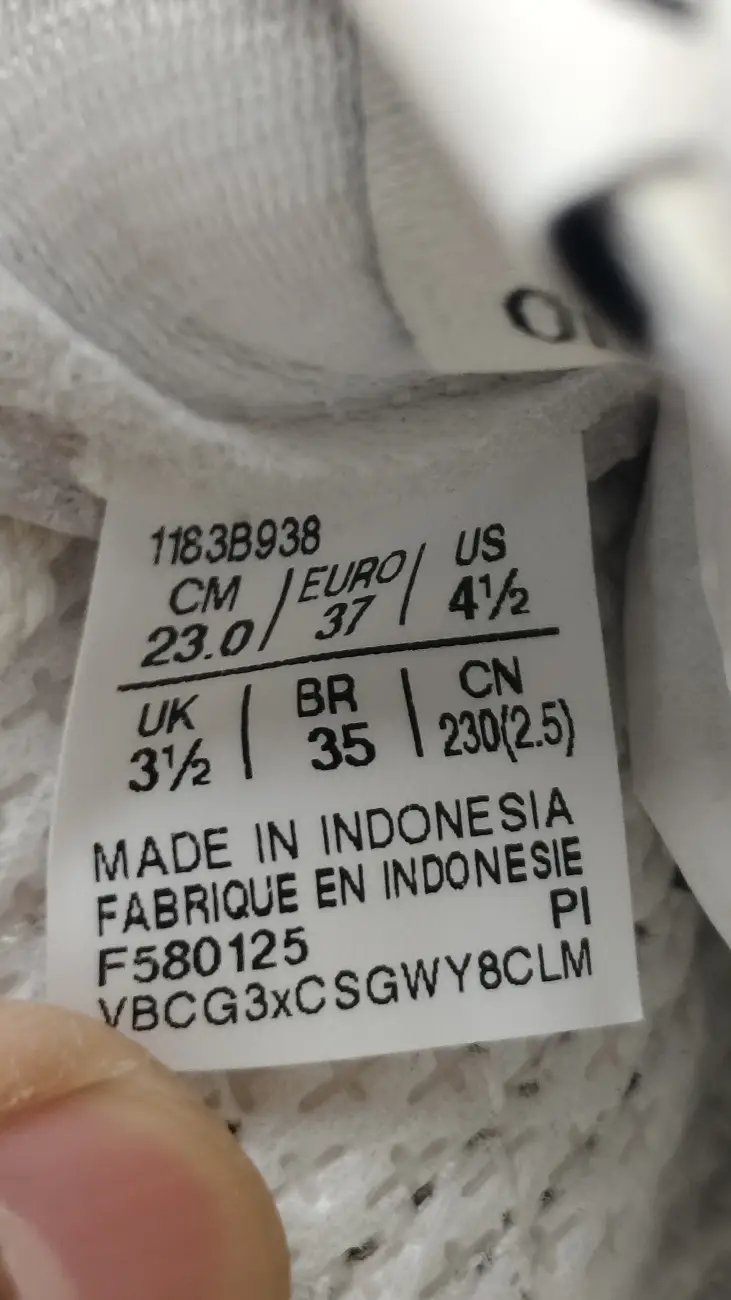 1183B938
CM / EURO / US
23.0 / 37 / 4½
UK | BR | CN
3½ | 35 | 230(2.5)
MADE IN INDONESIA
FABRIQUE EN INDONESIE
F580125 PI
VBCG3xCSGWY8CLM